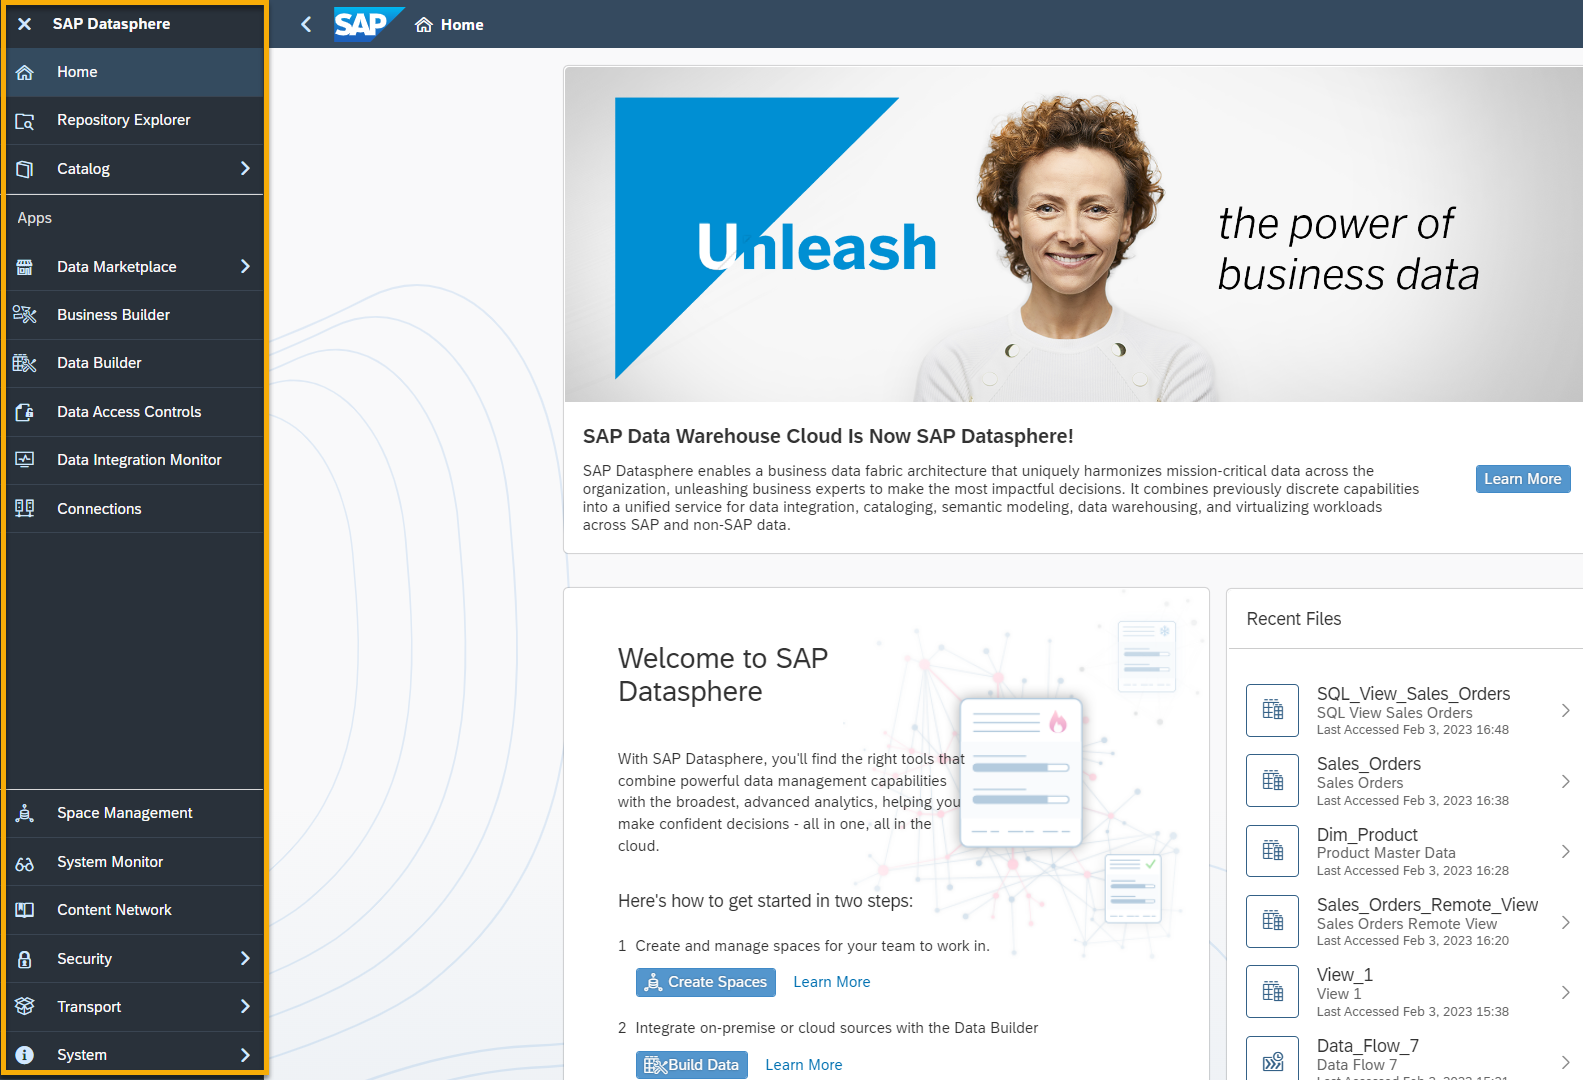 SAP Datasphere
Home
Repository Explorer
Catalog
Apps
Data Marketplace
Business Builder
Data Builder
Data Access Controls
Data Integration Monitor
Connections
Space Management
System Monitor
Content Network
Security
Transport
System
SAP
Home
Unleash
the power of
business data
SAP Data Warehouse Cloud Is Now SAP Datasphere!
SAP Datasphere enables a business data fabric architecture that uniquely harmonizes mission-critical data across the
organization, unleashing business experts to make the most impactful decisions. It combines previously discrete capabilities
into a unified service for data integration, cataloging, semantic modeling, data warehousing, and virtualizing workloads
across SAP and non-SAP data.
Learn More
Welcome to SAP
Datasphere
With SAP Datasphere, you'll find the right tools that
combine powerful data management capabilities
with the broadest, advanced analytics, helping you
make confident decisions - all in one, all in the
cloud.
Here's how to get started in two steps:
1 Create and manage spaces for your team to work in.
Create Spaces
Learn More
2 Integrate on-premise or cloud sources with the Data Builder
Build Data
Learn More
Recent Files
SQL_View_Sales_Orders
SQL View Sales Orders
Last Accessed Feb 3, 2023 16:48
Sales_Orders
Sales Orders
Last Accessed Feb 3, 2023 16:38
Dim_Product
Product Master Data
Last Accessed Feb 3, 2023 16:28
Sales_Orders_Remote_View
Sales Orders Remote View
Last Accessed Feb 3, 2023 16:20
View_1
View 1
Last Accessed Feb 3, 2023 15:38
Data_Flow_7
Data Flow 7